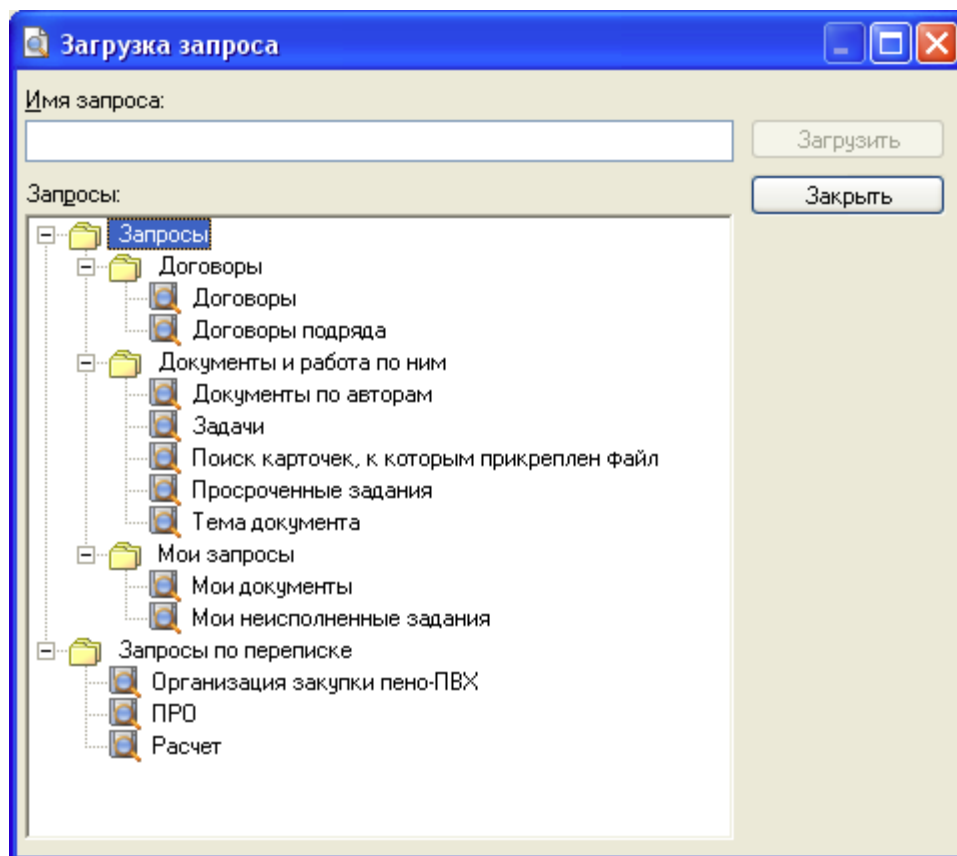 Загрузка запроса
Имя запроса:
Загрузить
Запросы:
Закрыть
Запросы
Договоры
Договоры
Договоры подряда
Документы и работа по ним
Документы по авторам
Задачи
Поиск карточек, к которым прикреплен файл
Просроченные задания
Тема документа
Мои запросы
Мои документы
Мои неисполненные задания
Запросы по переписке
Организация закупки пено-ПВХ
ПРО
Расчет